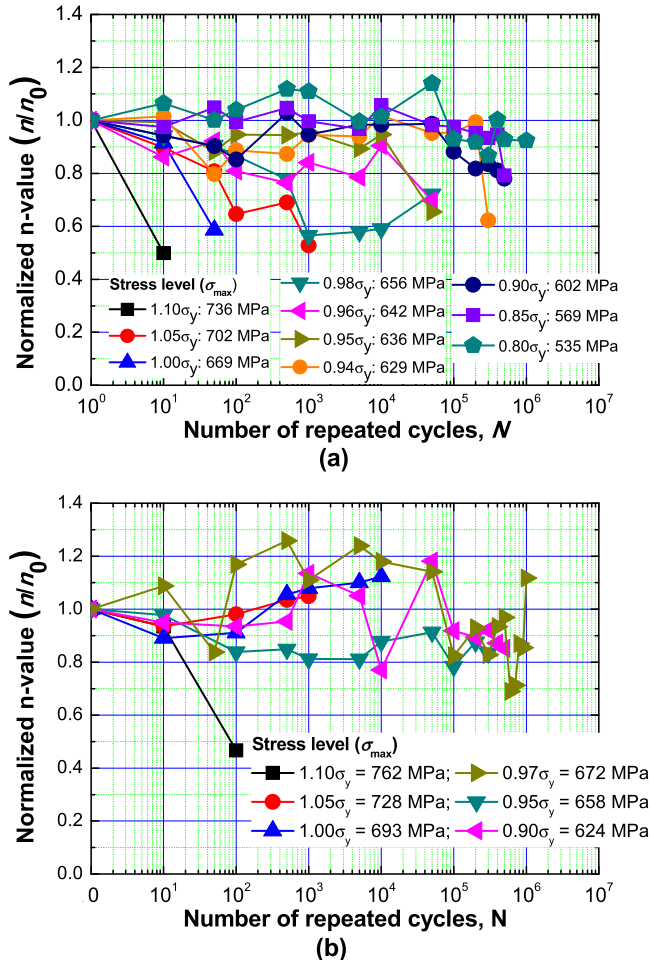 1.4
1.2
1.0
0.8
0.6
0.4
0.2
0.0
Normalized n-value (n/n0)
Stress level (σmax)
1.10σy: 736 MPa
1.05σy: 702 MPa
1.00σy: 669 MPa
0.98σy: 656 MPa
0.96σy: 642 MPa
0.95σy: 636 MPa
0.94σy: 629 MPa
0.90σy: 602 MPa
0.85σy: 569 MPa
0.80σy: 535 MPa
10^0 10^1 10^2 10^3 10^4 10^5 10^6 10^7
Number of repeated cycles, N
(a)
1.4
1.2
1.0
0.8
0.6
0.4
0.2
0.0
Normalized n-value (n/n0)
Stress level (σmax)
1.10σy = 762 MPa;
1.05σy = 728 MPa;
1.00σy = 693 MPa;
0.97σy = 672 MPa
0.95σy = 658 MPa
0.90σy = 624 MPa
.0 10^1 10^2 10^3 10^4 10^5 10^6 10^7
Number of repeated cycles, N
(b)